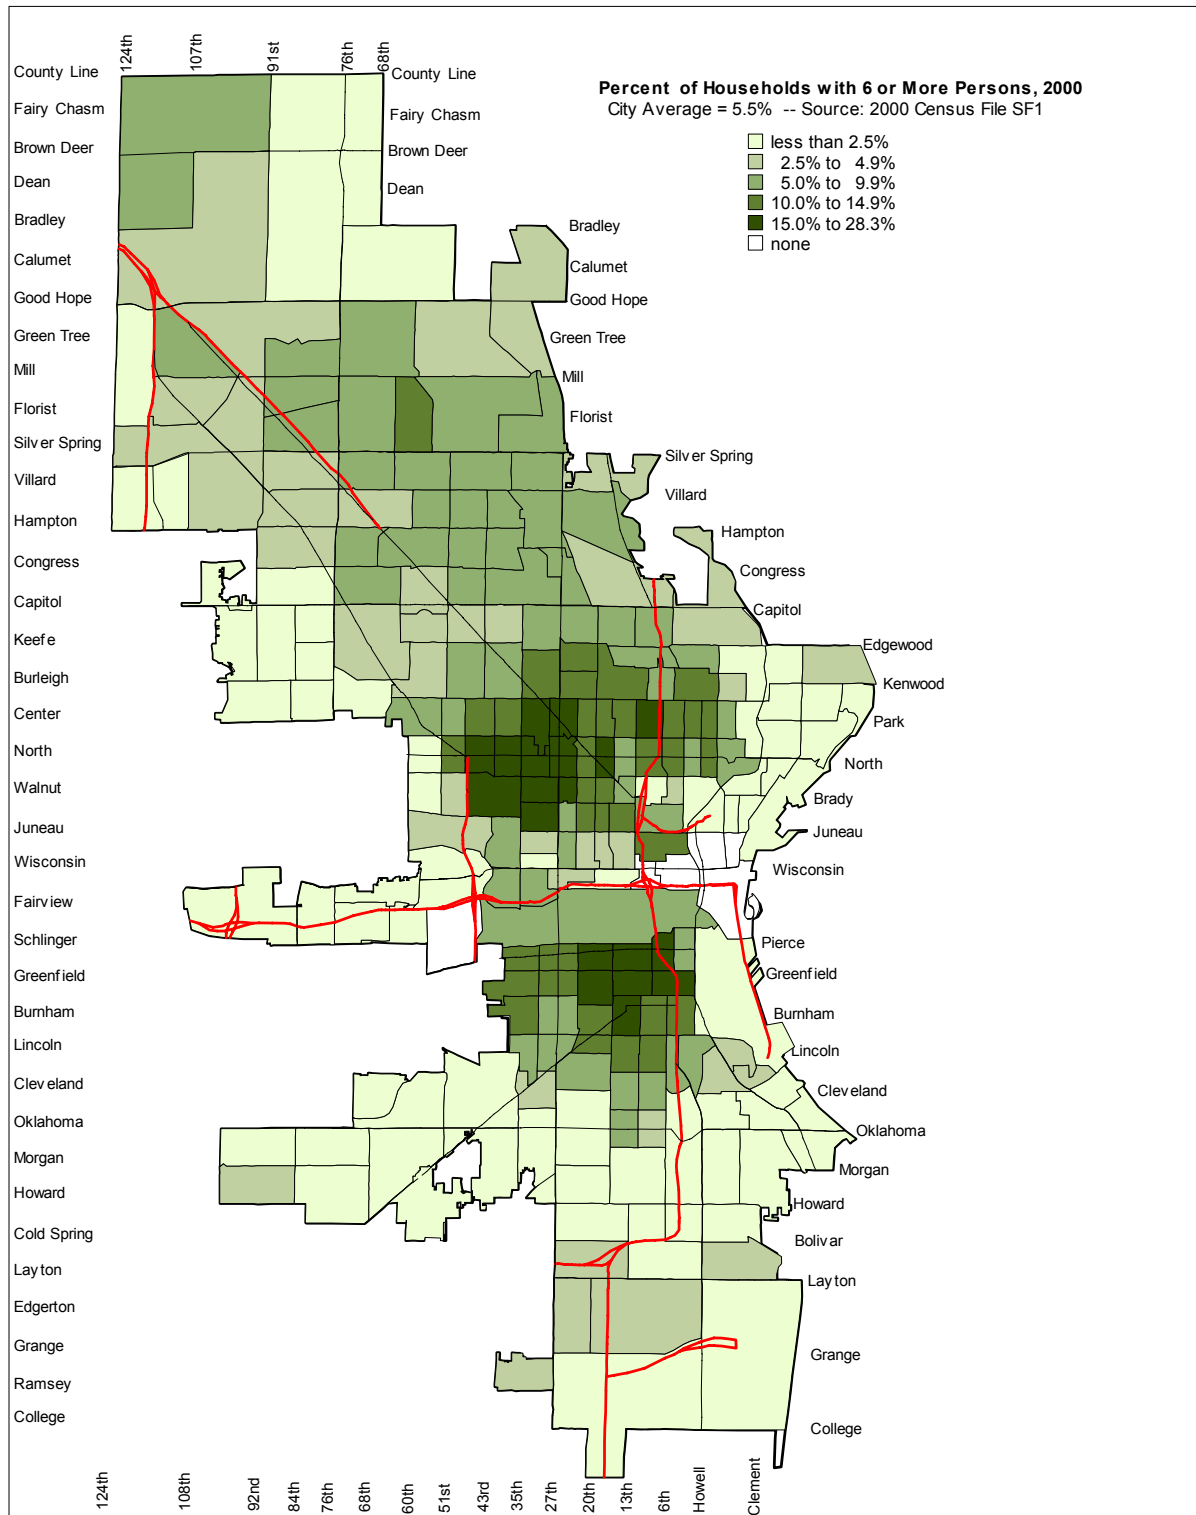 124th
107th
91st
76th
68th
Percent of Households with 6 or More Persons, 2000
City Average = 5.5% -- Source: 2000 Census File SF1
less than 2.5%
2.5% to 4.9%
5.0% to 9.9%
10.0% to 14.9%
15.0% to 28.3%
none
County Line
Fairy Chasm
Brown Deer
Dean
Bradley
Calumet
Good Hope
Green Tree
Mill
Florist
Silver Spring
Villard
Hampton
Congress
Capitol
Keefe
Burleigh
Center
North
Walnut
Juneau
Wisconsin
Fairview
Schlinger
Greenfield
Burnham
Lincoln
Cleveland
Oklahoma
Morgan
Howard
Cold Spring
Layton
Edgerton
Grange
Ramsey
College
County Line
Fairy Chasm
Brown Deer
Dean
Bradley
Calumet
Good Hope
Green Tree
Mill
Florist
Silver Spring
Villard
Hampton
Congress
Capitol
Edgewood
Kenwood
Park
North
Brady
Juneau
Wisconsin
Pierce
Greenfield
Burnham
Lincoln
Cleveland
Oklahoma
Morgan
Howard
Bolivar
Layton
Grange
College
124th
108th
92nd
84th
76th
68th
60th
51st
43rd
35th
27th
20th
13th
6th
Howell
Clement